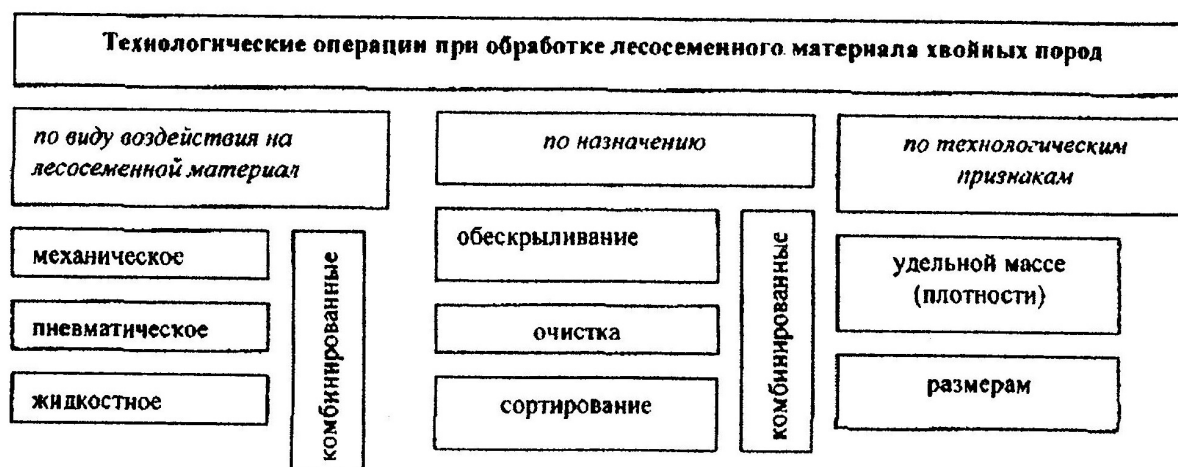 Технологические операции при обработке лесосеменного материала хвойных пород
по виду воздействия на
лесосеменной материал
механическое
пневматическое
жидкостное
комбинированные
по назначению
обескрыливание
очистка
сортирование
комбинированные
по технологическим
признакам
удельной массе
(плотности)
размерам